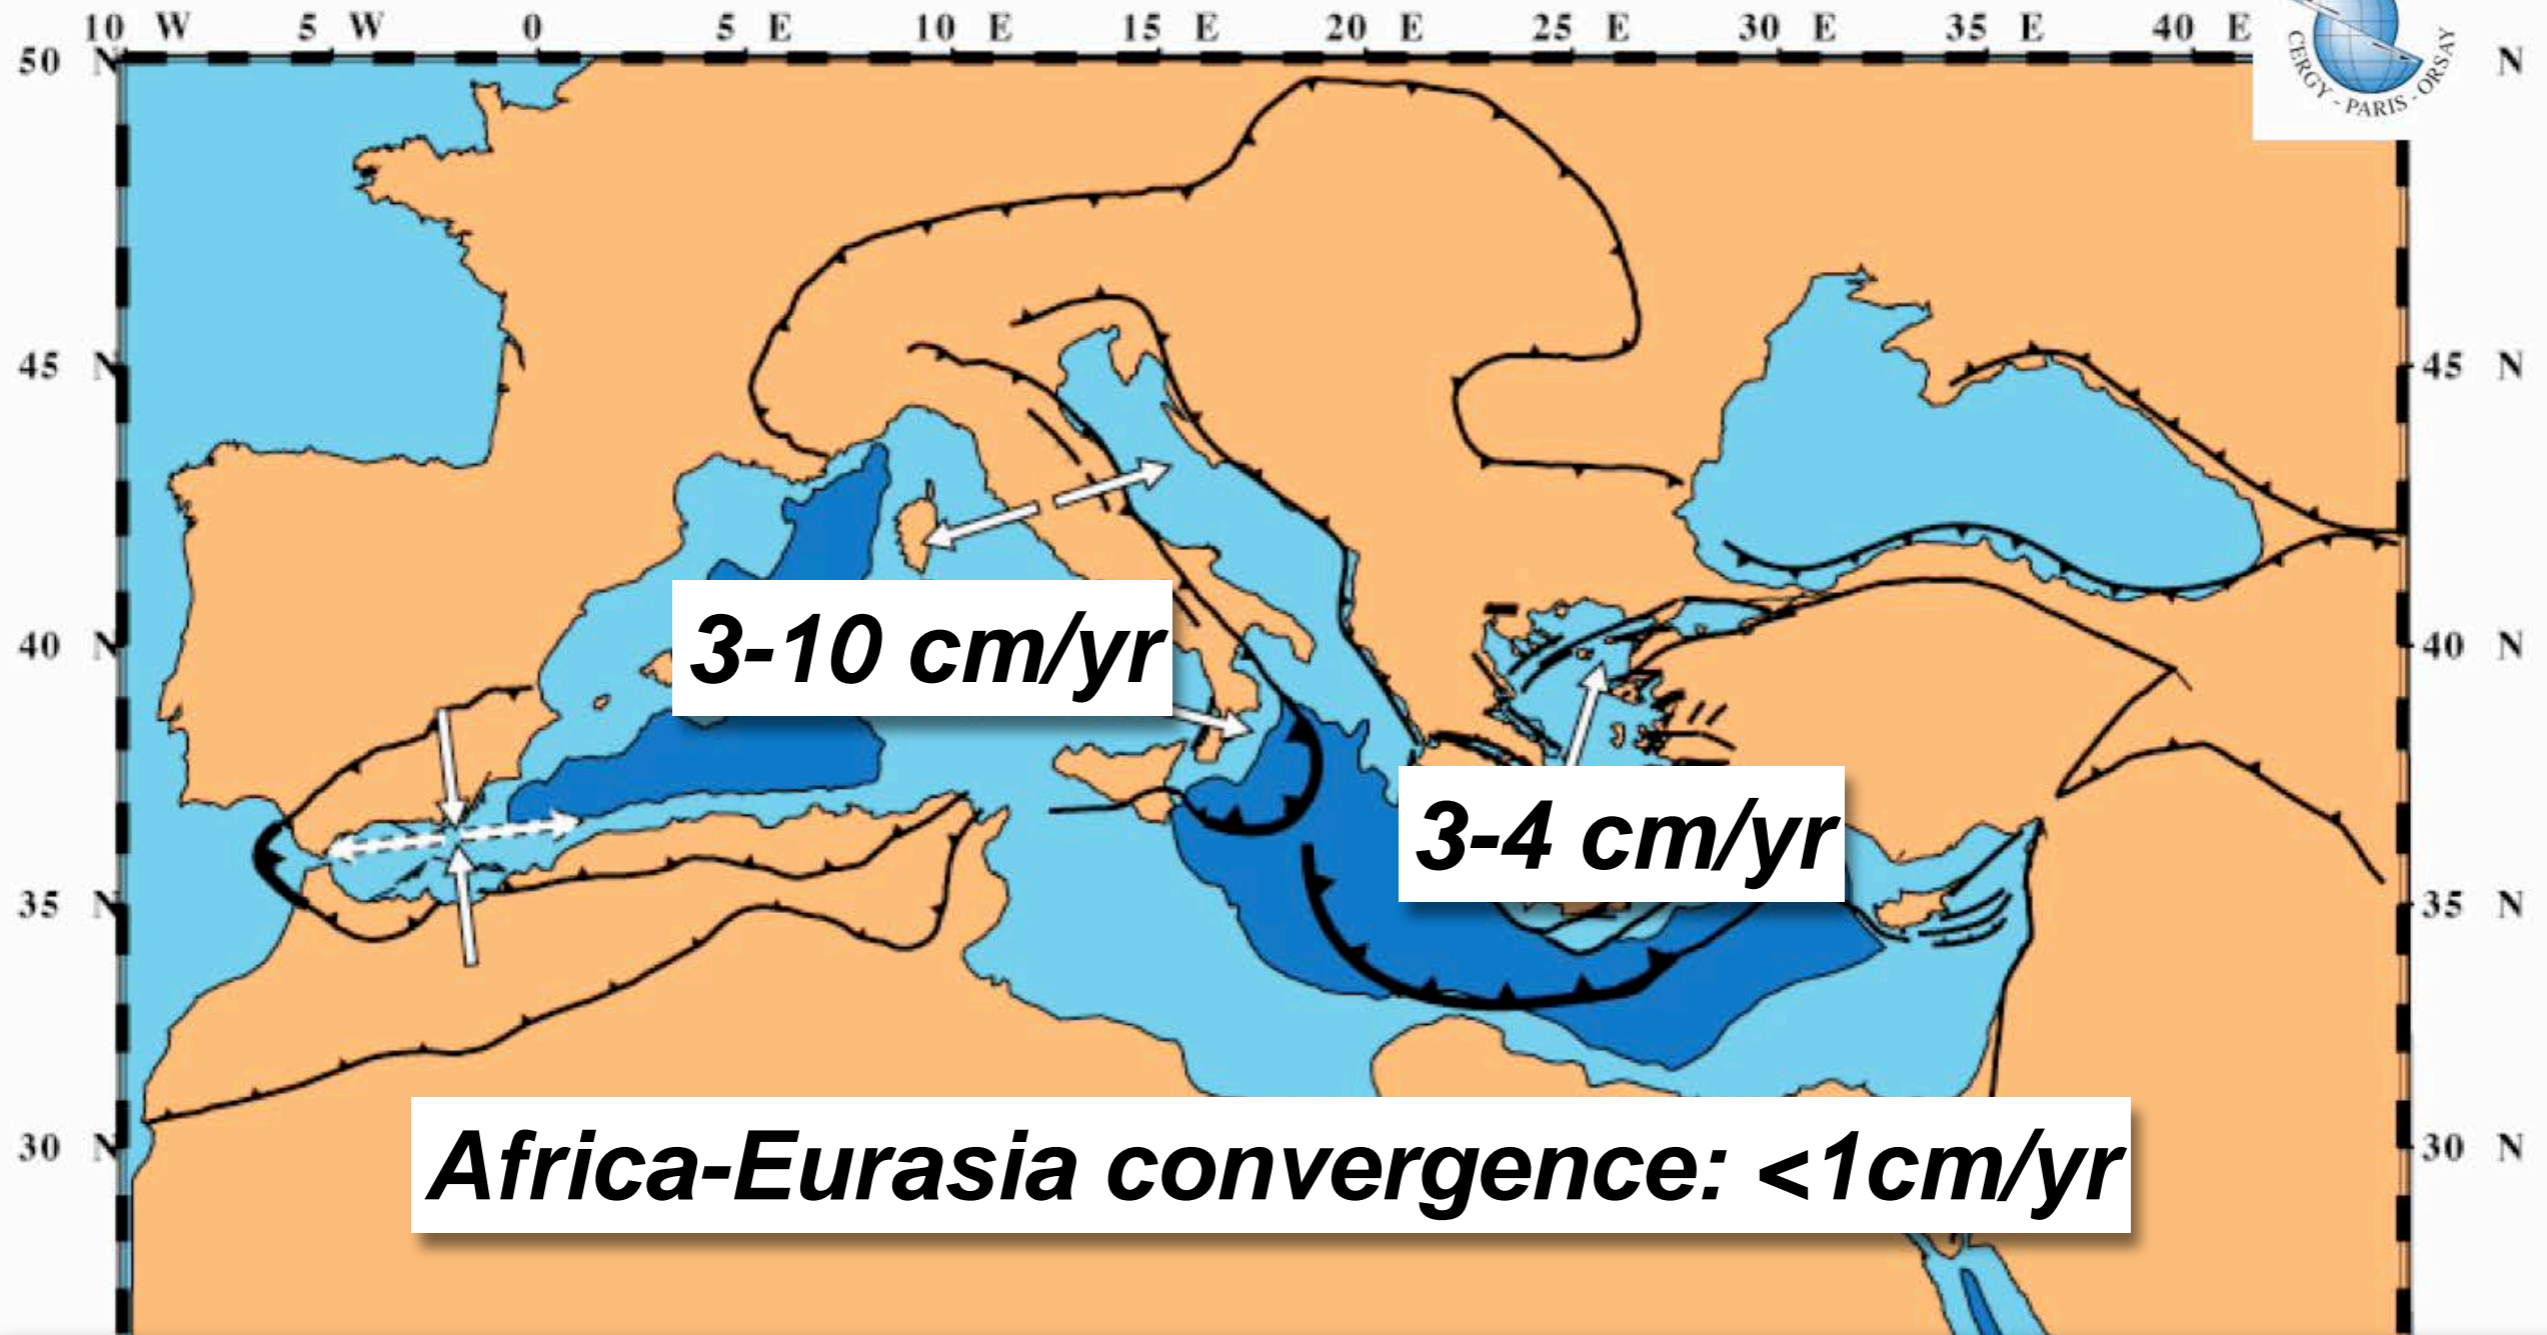 10 W 5 W 0 5 E 10 E 15 E 20 E 25 E 30 E 35 E 40 E
50 N N
CERGY - PARIS - ORSAY
45 N 45 N
3-10 cm/yr
40 N 40 N
3-4 cm/yr
35 N 35 N
Africa-Eurasia convergence: <1cm/yr
30 N 30 N